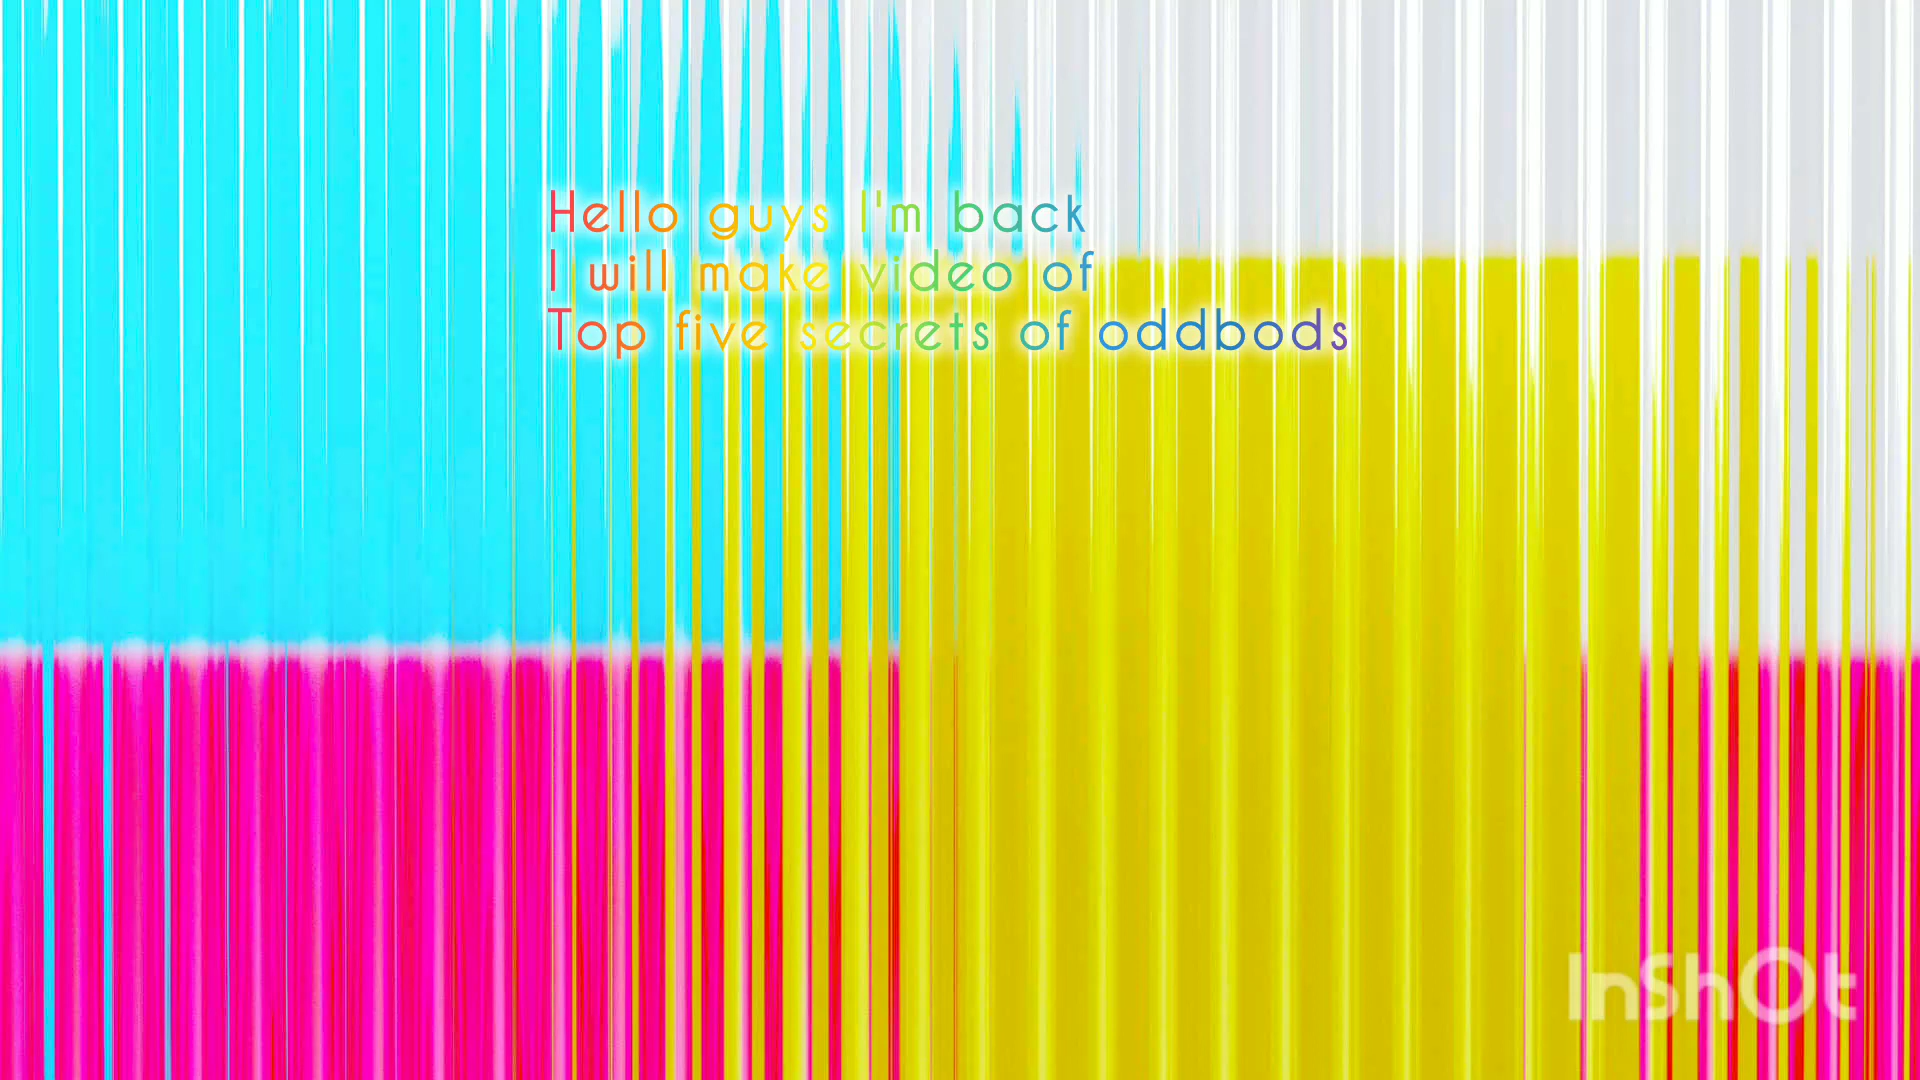 Hello guys I'm back
I will make video of
Top five secrets of oddbods
InShOt